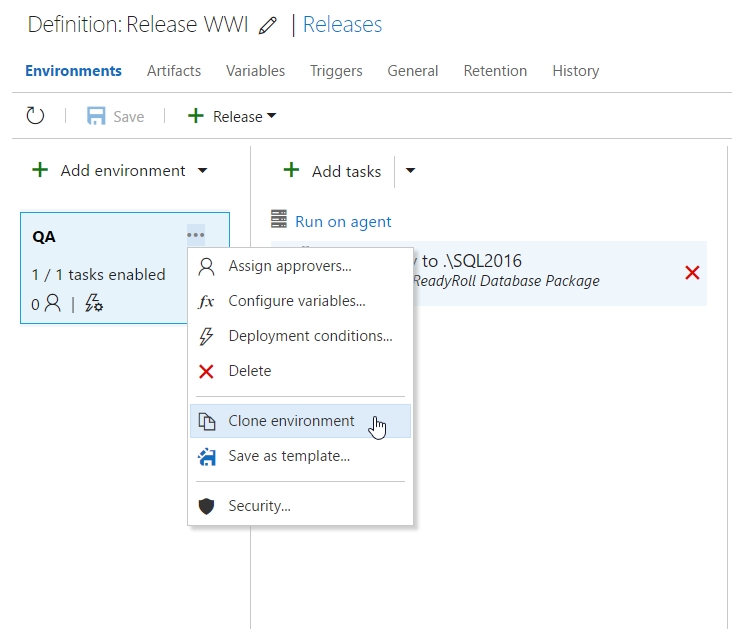 Definition: Release WWI | Releases
Environments Artifacts Variables Triggers General Retention History
Save | Release
Add environment
Add tasks
QA
1 / 1 tasks enabled
0 |
Run on agent
to .\SQL2016
ReadyRoll Database Package
Assign approvers...
fx Configure variables...
Deployment conditions...
Delete
Clone environment
Save as template...
Security...